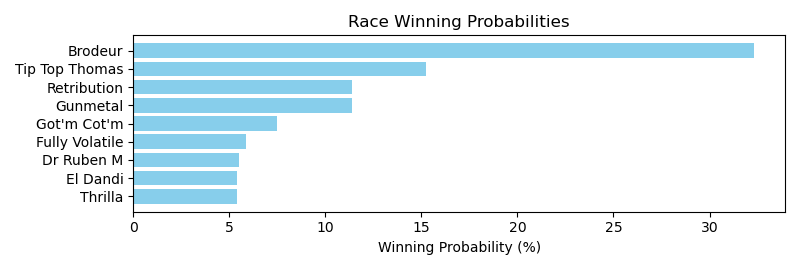 Race Winning Probabilities
Brodeur
Tip Top Thomas
Retribution
Gunmetal
Got'm Cot'm
Fully Volatile
Dr Ruben M
El Dandi
Thrilla
0 5 10 15 20 25 30
Winning Probability (%)